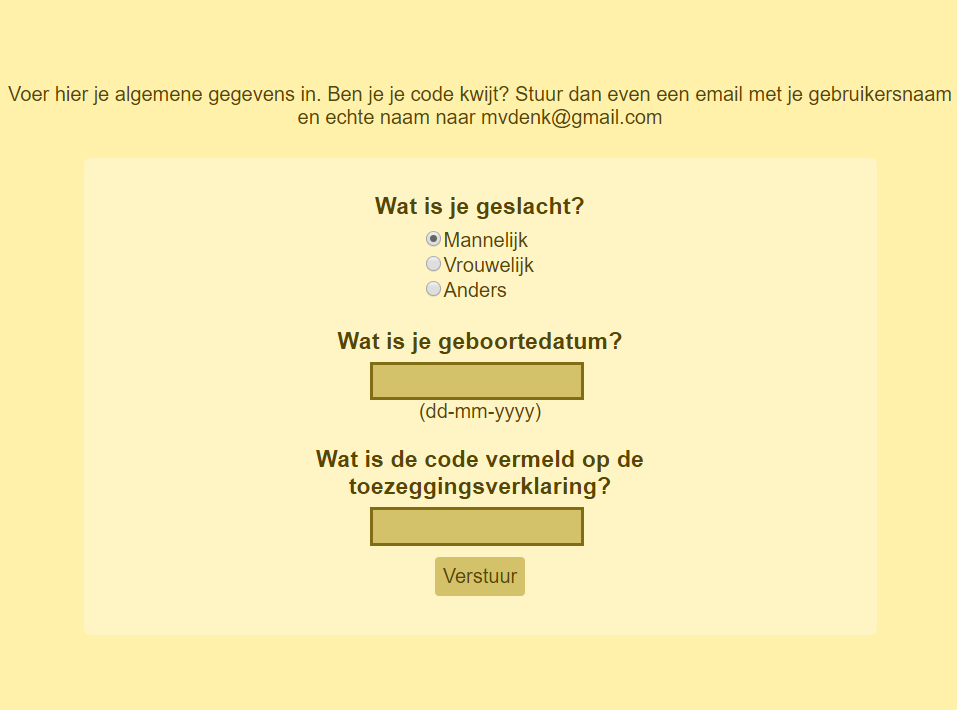 Voer hier je algemene gegevens in. Ben je je code kwijt? Stuur dan even een email met je gebruikersnaam
en echte naam naar mvdenk@gmail.com
Wat is je geslacht?
Mannelijk
Vrouwelijk
Anders
Wat is je geboortedatum?
(dd-mm-yyyy)
Wat is de code vermeld op de
toezeggingsverklaring?
Verstuur